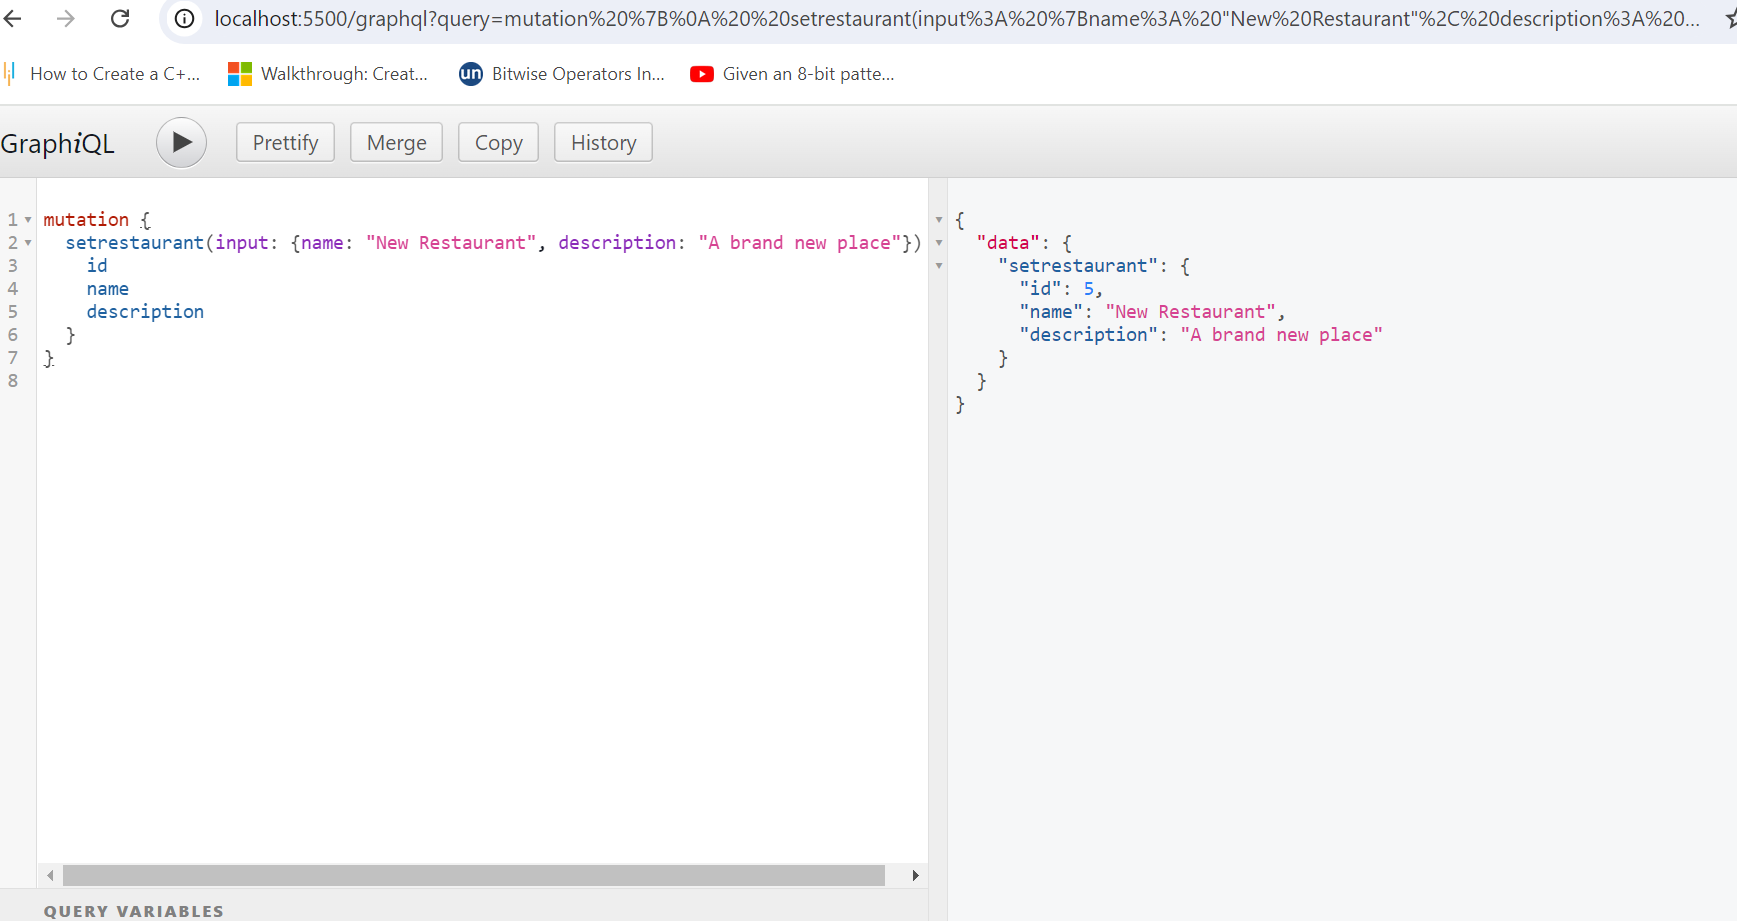 localhost:5500/graphql?query=mutation%20%7B%0A%20%20setrestaurant(input%3A%20%7Bname%3A%20"New%20Restaurant"%2C%20description%3A%20...
How to Create a C+... Walkthrough: Creat... un Bitwise Operators In... Given an 8-bit patte...
GraphiQL Prettify Merge Copy History
1 mutation {
2 setrestaurant(input: {name: "New Restaurant", description: "A brand new place"})
3 id
4 name
5 description
6 }
7 }
8
{
"data": {
"setrestaurant": {
"id": 5,
"name": "New Restaurant",
"description": "A brand new place"
}
}
}
QUERY VARIABLES